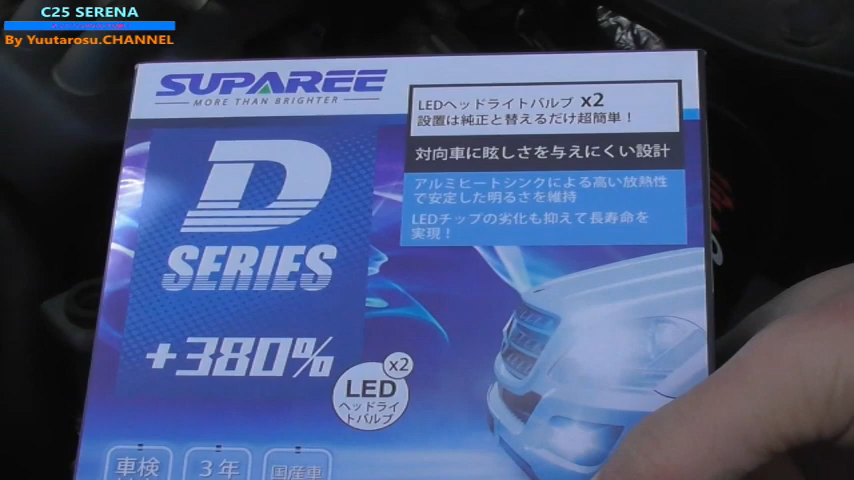 C25 SERENA
By Yuutarosu.CHANNEL
SUPAREE
MORE THAN BRIGHTER
LEDヘッドライトバルブ x2
設置は純正と替えるだけ超簡単！
対向車に眩しさを与えにくい設計
アルミヒートシンクによる高い放熱性
で安定した明るさを維持
LEDチップの劣化も抑えて長寿命を
実現！
D
SERIES
+380%
x2
LED
ヘッドライ
トバルブ
車検
3年
国産車